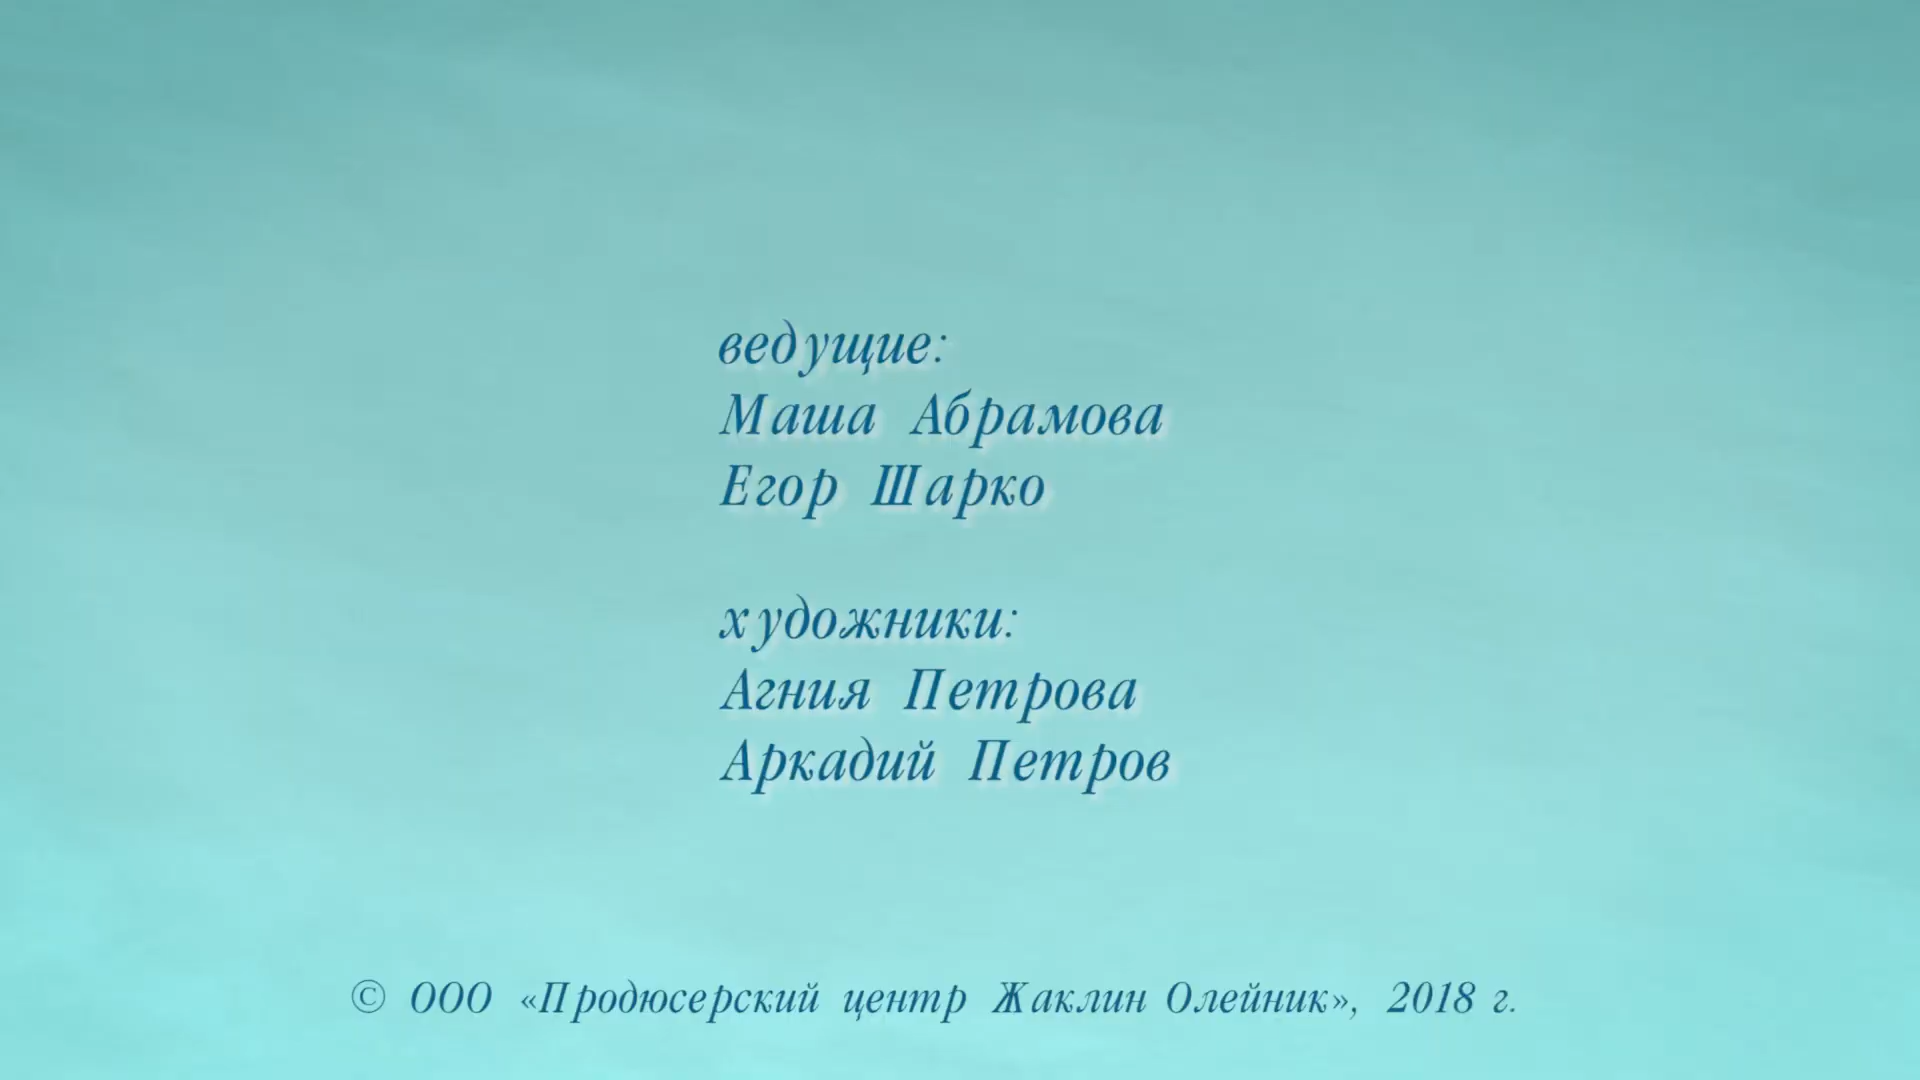 ведущие:
Маша Абрамова
Егор Шарко
художники:
Агния Петрова
Аркадий Петров
© ООО «Продюсерский центр Жаклин Олейник», 2018 г.